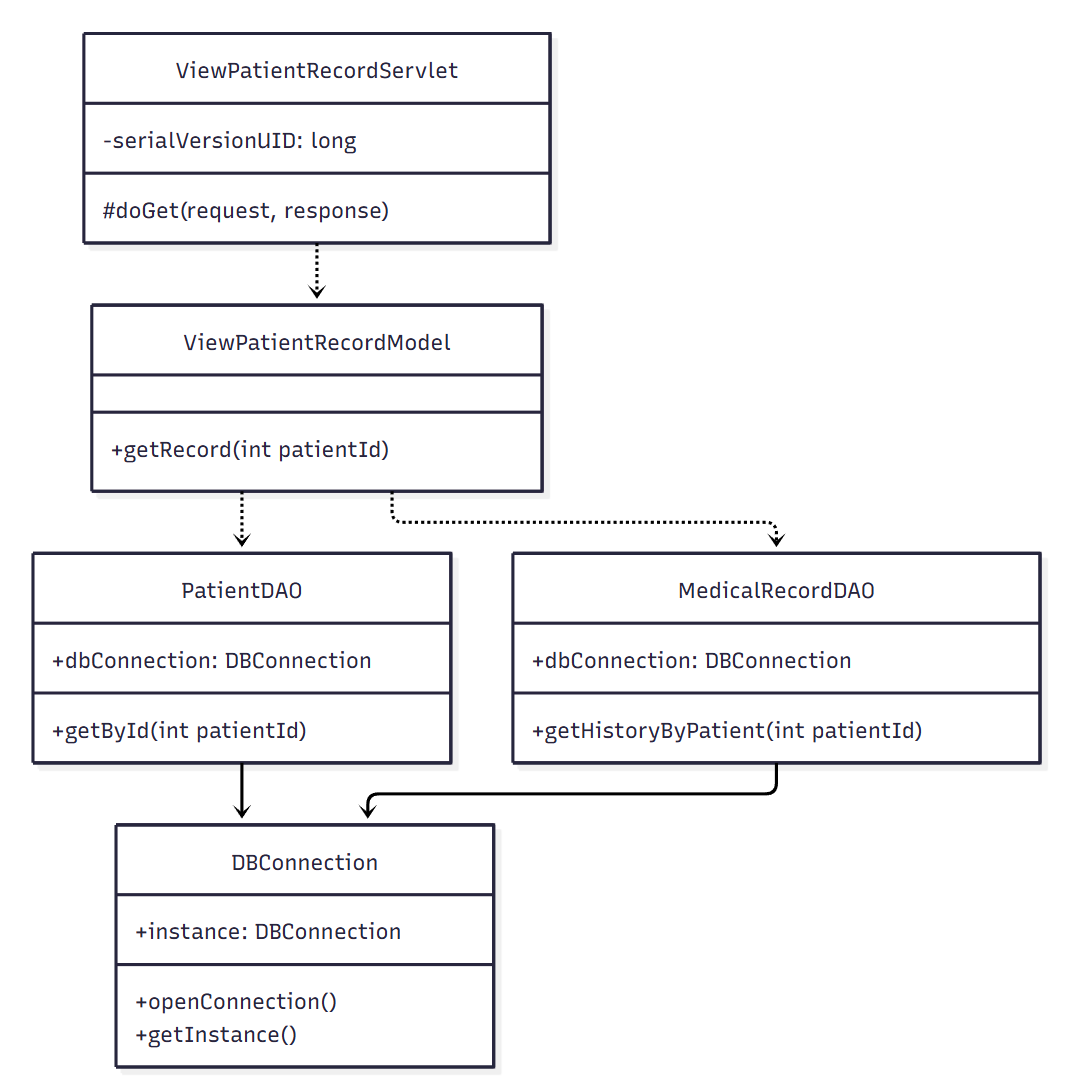 ViewPatientRecordServlet
-serialVersionUID: long
#doGet(request, response)
ViewPatientRecordModel
+getRecord(int patientId)
PatientDAO
+dbConnection: DBConnection
+getById(int patientId)
MedicalRecordDAO
+dbConnection: DBConnection
+getHistoryByPatient(int patientId)
DBConnection
+instance: DBConnection
+openConnection()
+getInstance()